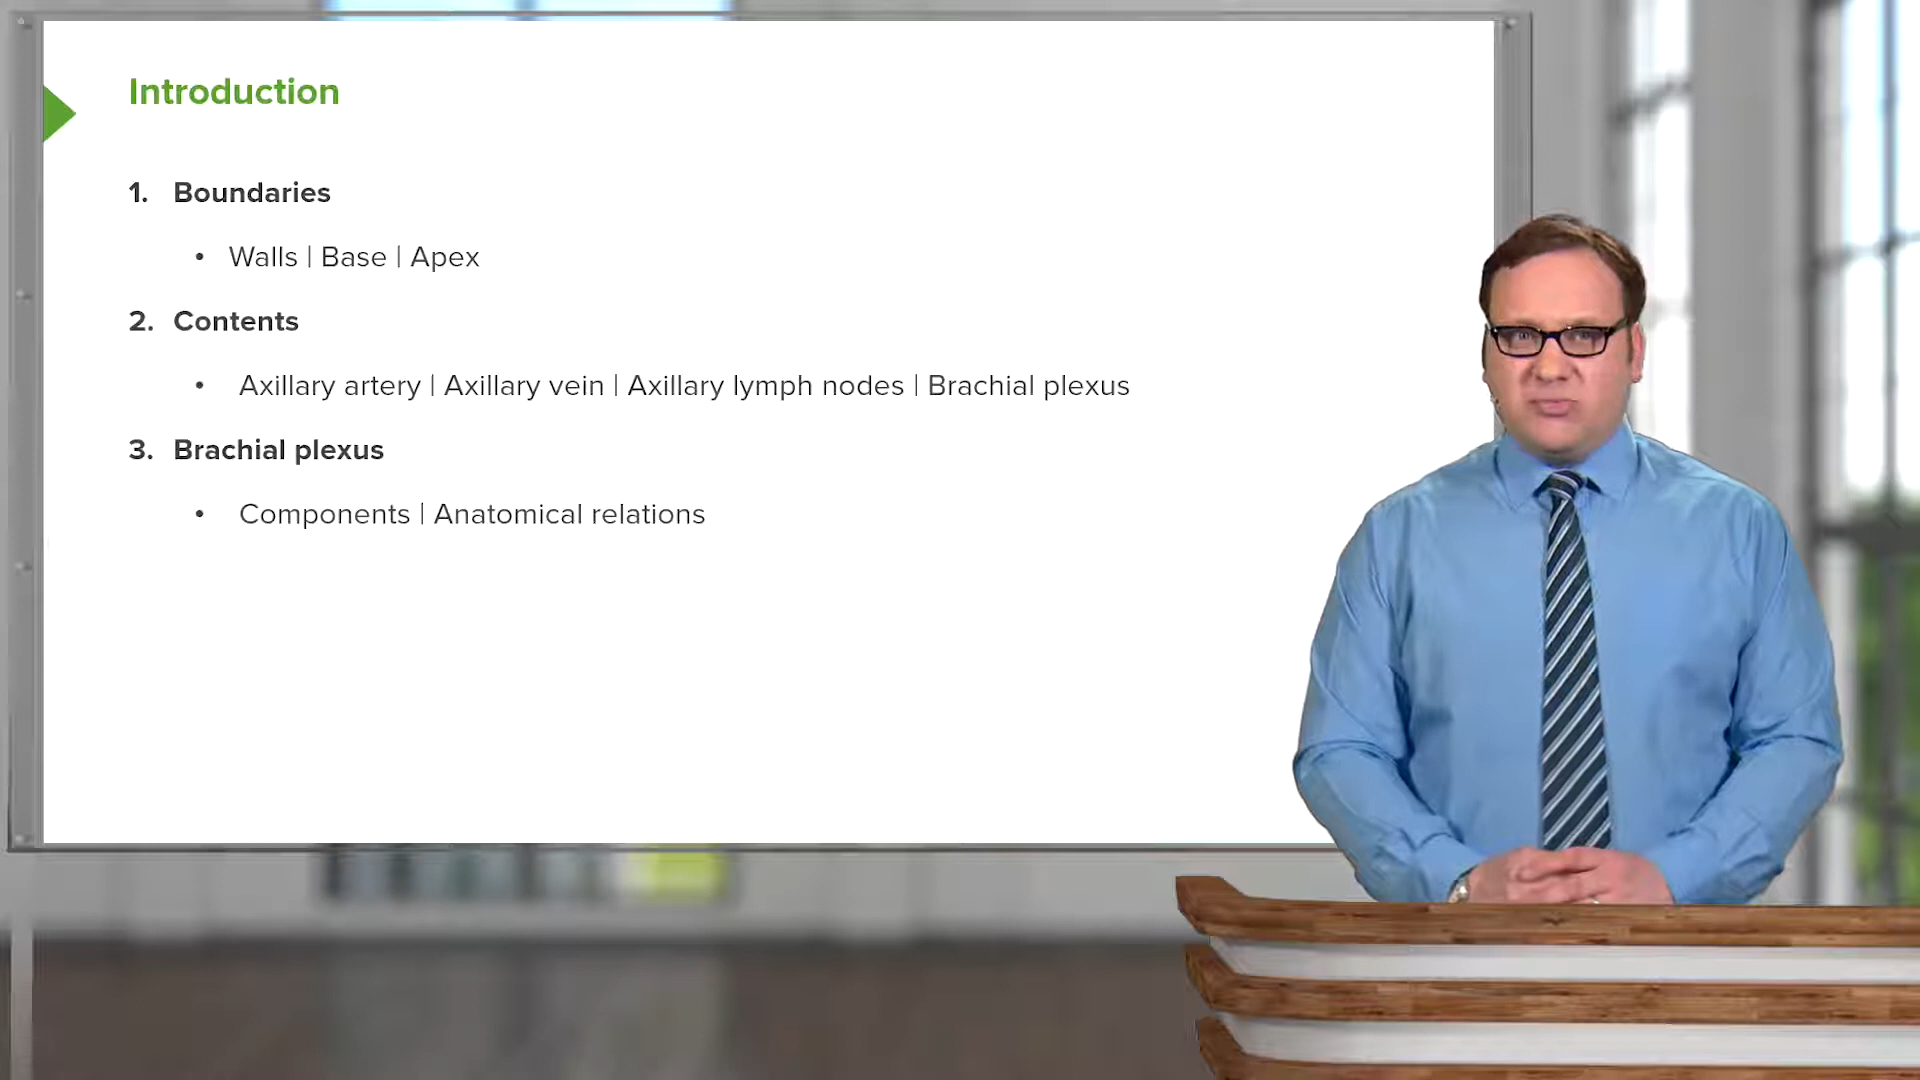 Introduction
1. Boundaries
• Walls | Base | Apex
2. Contents
• Axillary artery | Axillary vein | Axillary lymph nodes | Brachial plexus
3. Brachial plexus
• Components | Anatomical relations